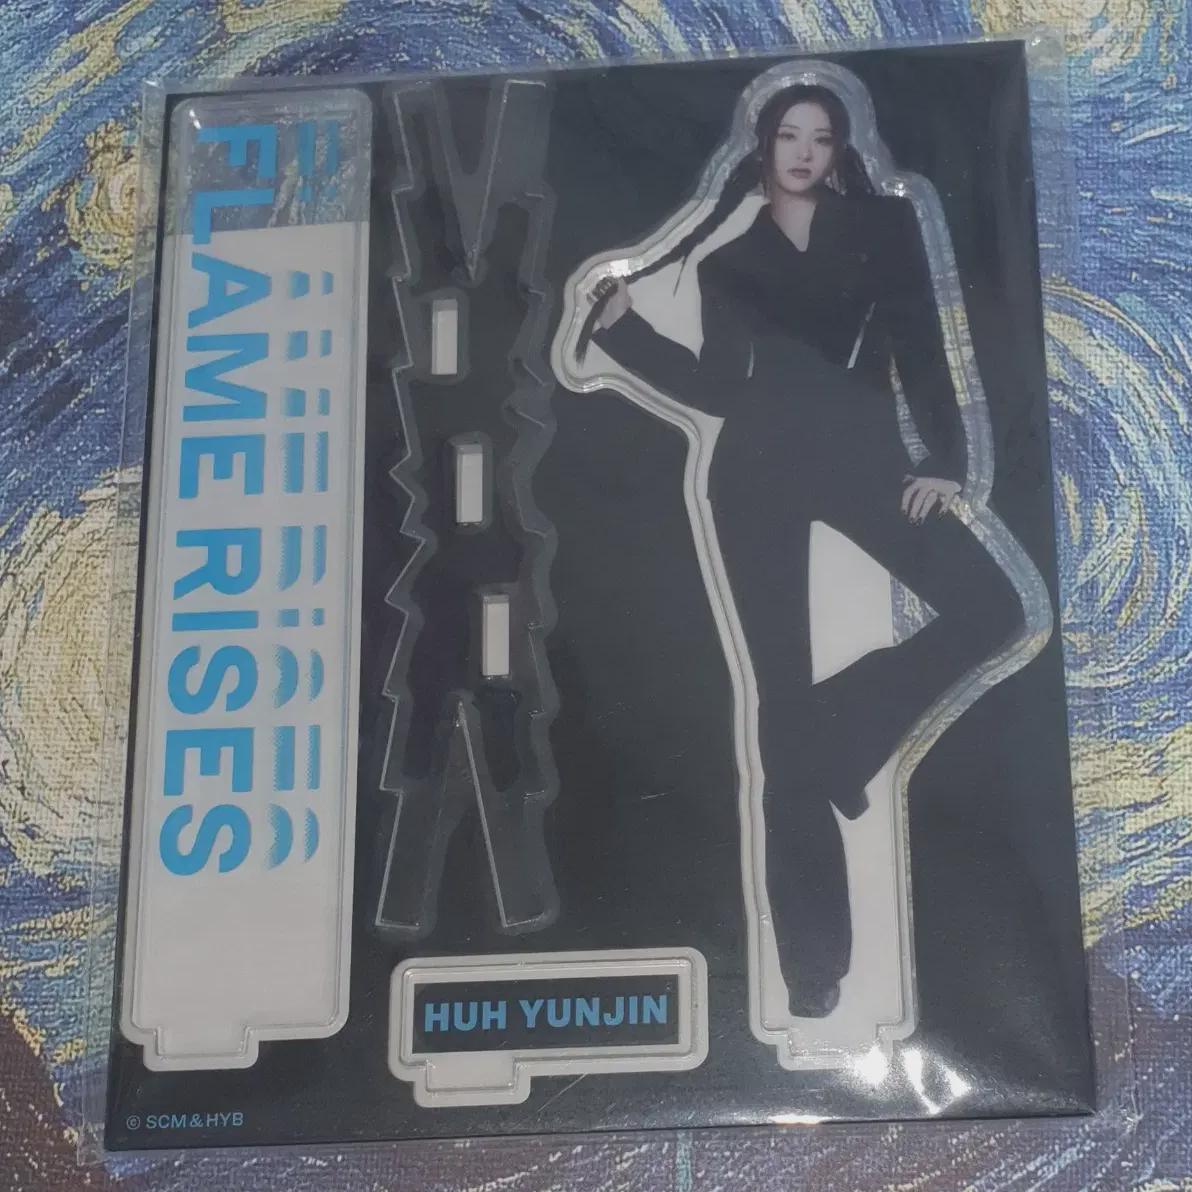 FLAME RISES
HUH YUNJIN
© SCM & HYB